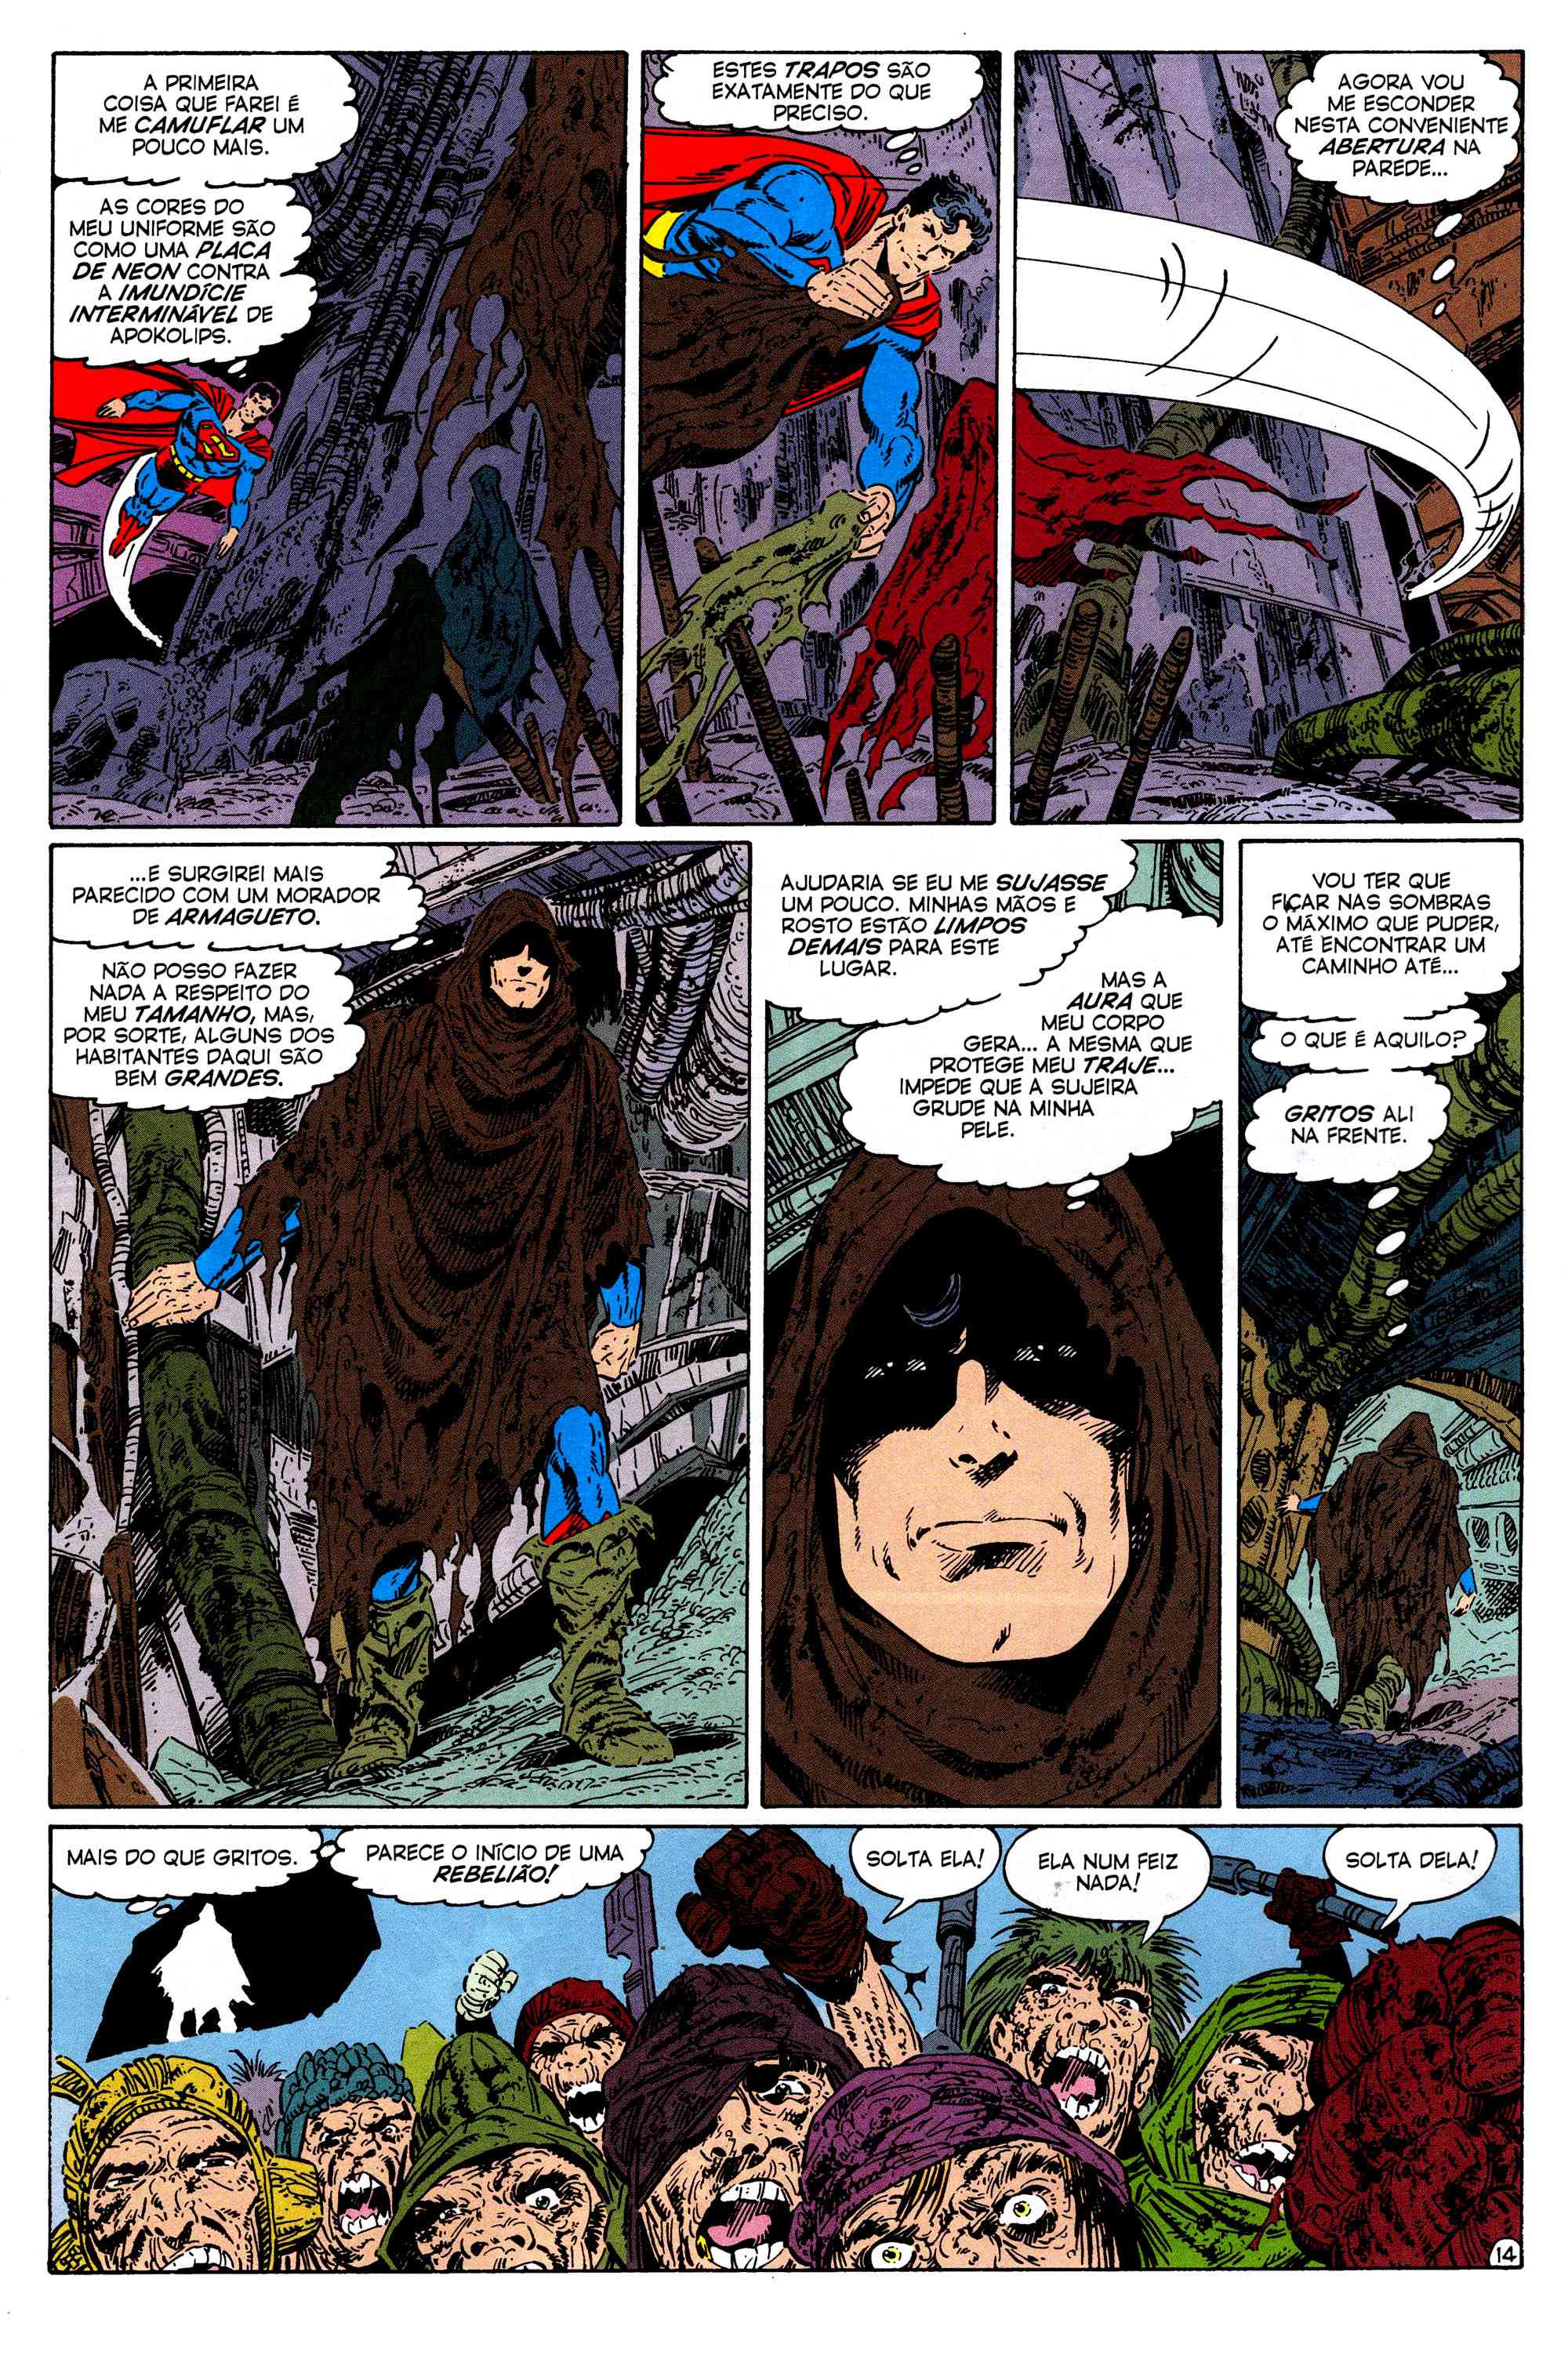 A PRIMEIRA
COISA QUE FAREI É
ME CAMUFLAR UM
POUCO MAIS.
AS CORES DO
MEU UNIFORME SÃO
COMO UMA PLACA
DE NEON CONTRA
A IMUNDÍCIE
INTERMINÁVEL DE
APOKOLIPS.
ESTES TRAPOS SÃO
EXATAMENTE DO QUE
PRECISO.
AGORA VOU
ME ESCONDER
NESTA CONVENIENTE
ABERTURA NA
PAREDE...
...E SURGIREI MAIS
PARECIDO COM UM MORADOR
DE ARMAGUETO.
NÃO POSSO FAZER
NADA A RESPEITO DO
MEU TAMANHO, MAS,
POR SORTE, ALGUNS DOS
HABITANTES DAQUI SÃO
BEM GRANDES.
AJUDARIA SE EU ME SUJASSE
UM POUCO. MINHAS MÃOS E
ROSTO ESTÃO LIMPOS
DEMAIS PARA ESTE
LUGAR.
MAS A
AURA QUE
MEU CORPO
GERA... A MESMA QUE
PROTEGE MEU TRAJE...
IMPEDE QUE A SUJEIRA
GRUDE NA MINHA
PELE.
VOU TER QUE
FIÇAR NAS SOMBRAS
O MÁXIMO QUE PUDER,
ATÉ ENCONTRAR UM
CAMINHO ATÉ...
O QUE É AQUILO?
GRITOS ALI
NA FRENTE.
MAIS DO QUE GRITOS.
PARECE O INÍCIO DE UMA
REBELIÃO!
SOLTA ELA!
ELA NUM FEIZ
NADA!
SOLTA DELA!
14